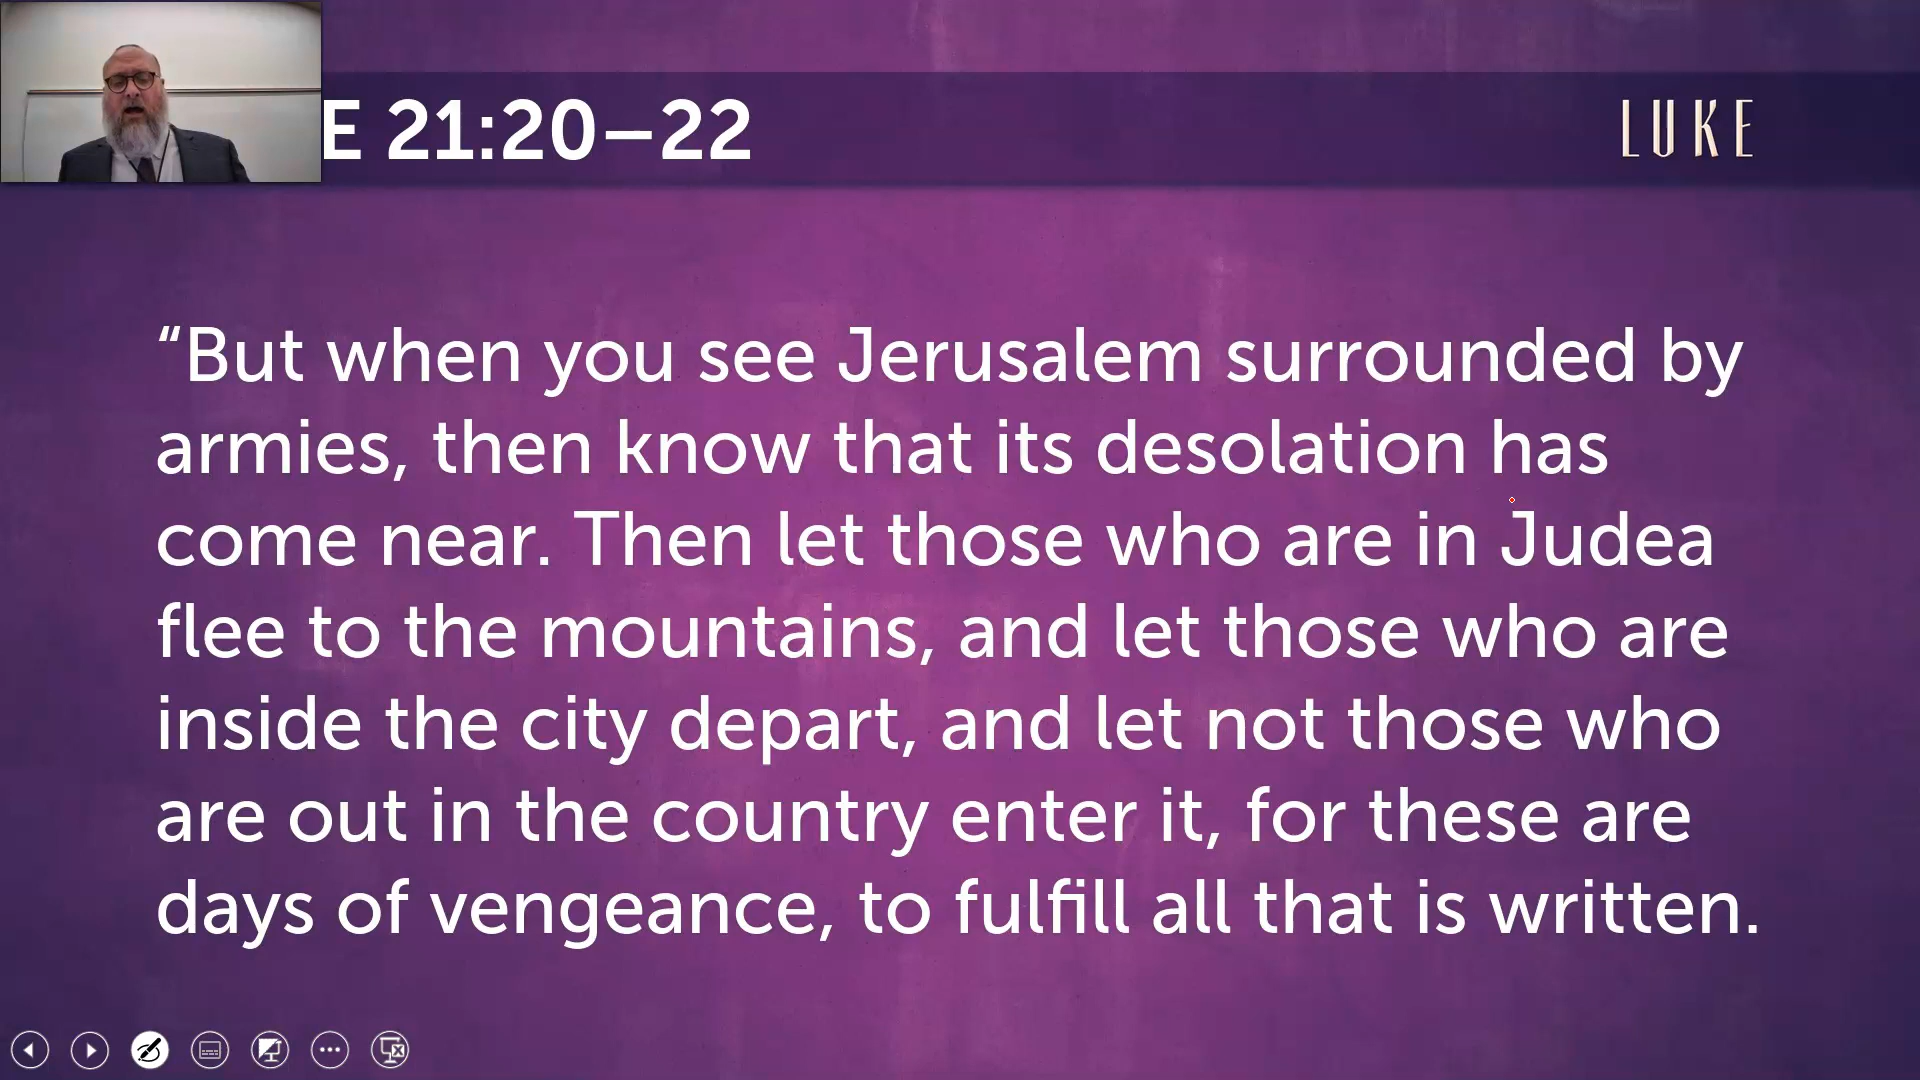 E 21:20–22
LUKE
“But when you see Jerusalem surrounded by
armies, then know that its desolation has
come near. Then let those who are in Judea
flee to the mountains, and let those who are
inside the city depart, and let not those who
are out in the country enter it, for these are
days of vengeance, to fulfill all that is written.